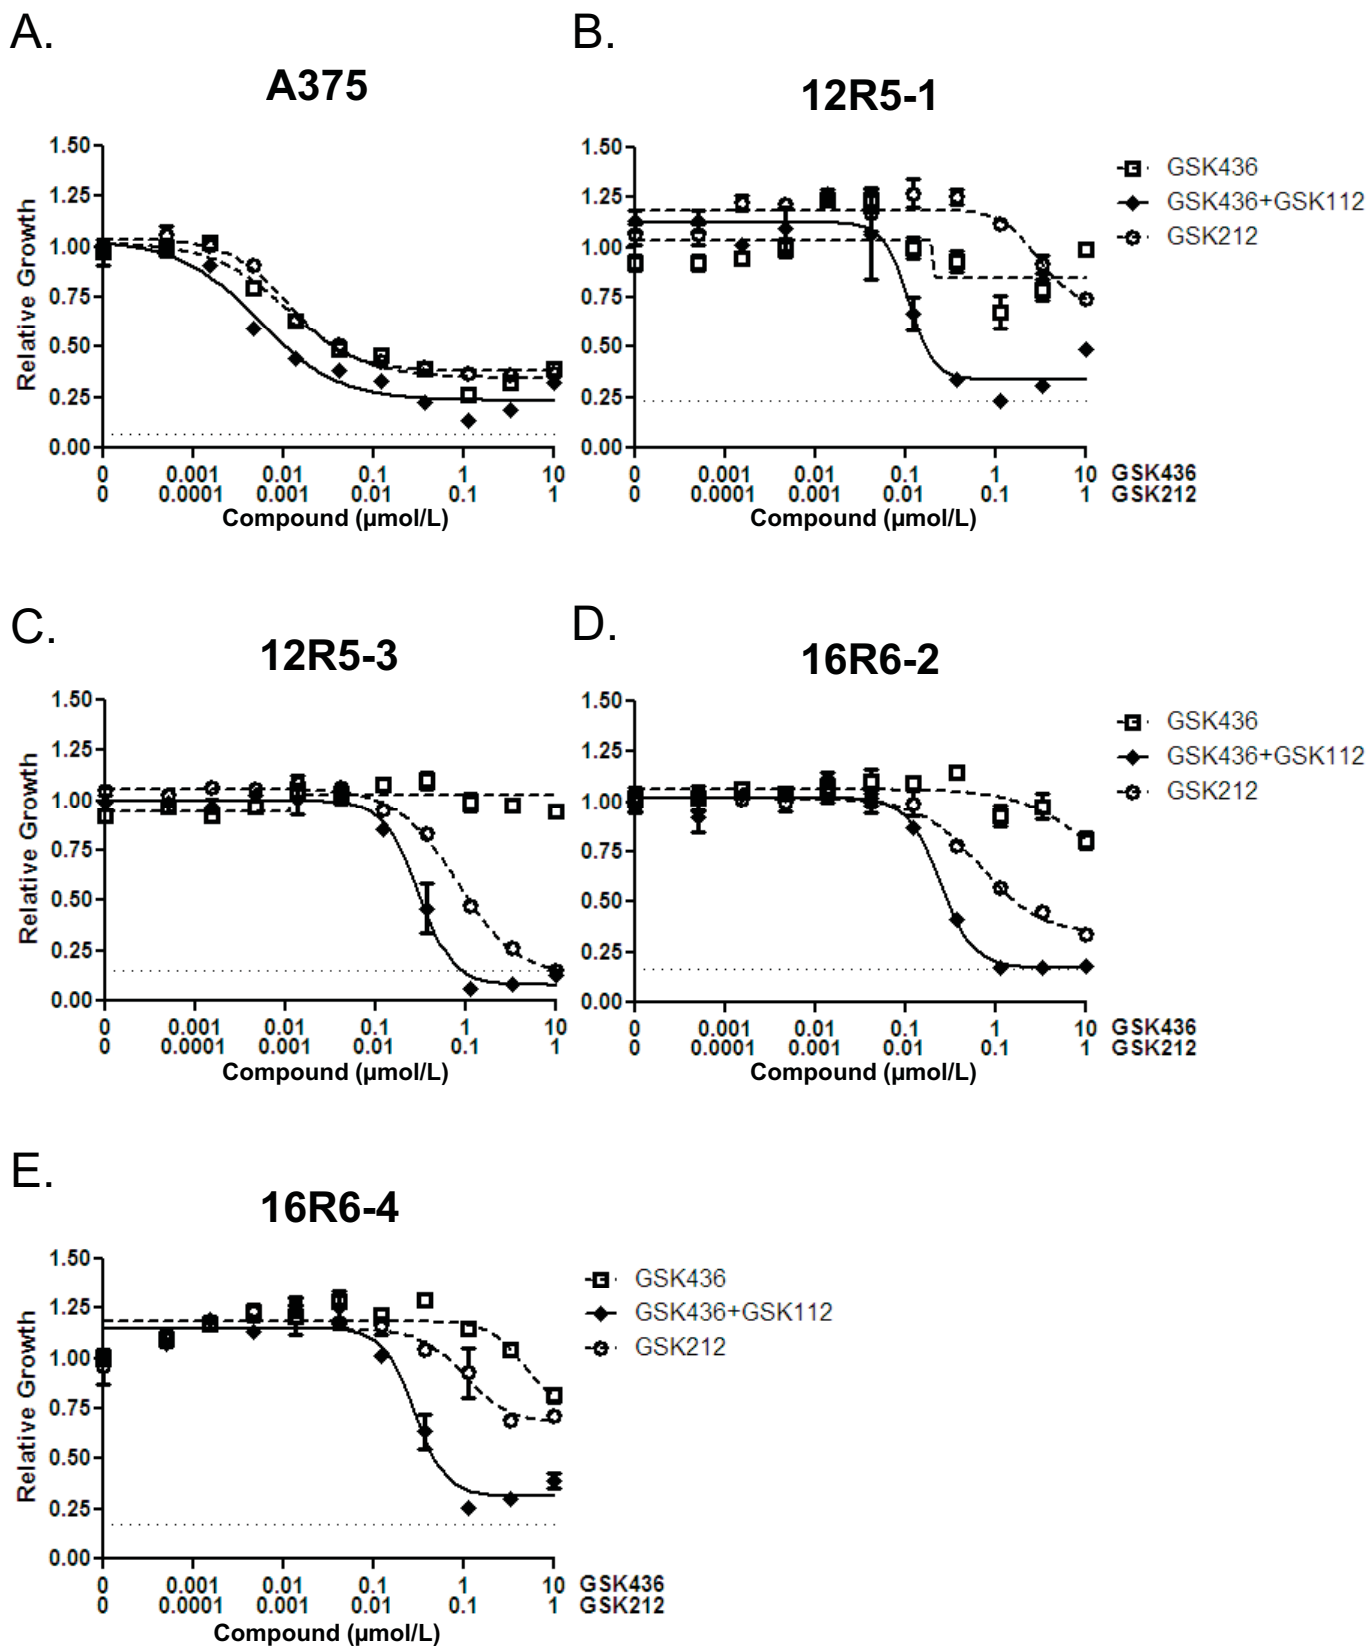 A.
A375
1.50
1.25
1.00
0.75
0.50
0.25
0.00
Relative Growth
0 0.001 0.01 0.1 1 10
0 0.0001 0.001 0.01 0.1 1
Compound (µmol/L)
B.
12R5-1
1.50
1.25
1.00
0.75
0.50
0.25
0.00
0 0.001 0.01 0.1 1 10 GSK436
0 0.0001 0.001 0.01 0.1 1 GSK212
Compound (µmol/L)
GSK436
GSK436+GSK112
GSK212
C.
12R5-3
1.50
1.25
1.00
0.75
0.50
0.25
0.00
Relative Growth
0 0.001 0.01 0.1 1 10
0 0.0001 0.001 0.01 0.1 1
Compound (µmol/L)
D.
16R6-2
1.50
1.25
1.00
0.75
0.50
0.25
0.00
0 0.001 0.01 0.1 1 10 GSK436
0 0.0001 0.001 0.01 0.1 1 GSK212
Compound (µmol/L)
GSK436
GSK436+GSK112
GSK212
E.
16R6-4
1.50
1.25
1.00
0.75
0.50
0.25
0.00
Relative Growth
0 0.001 0.01 0.1 1 10 GSK436
0 0.0001 0.001 0.01 0.1 1 GSK212
Compound (µmol/L)
GSK436
GSK436+GSK112
GSK212